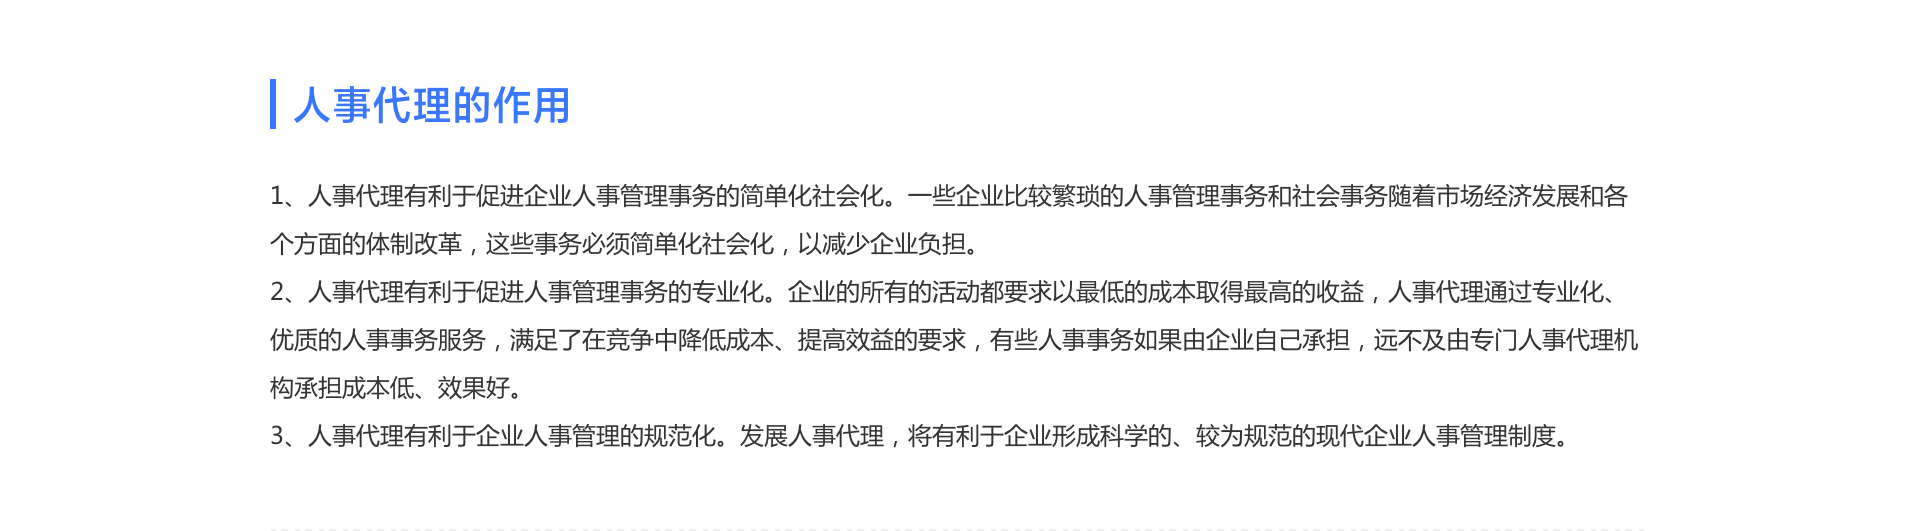 人事代理的作用
1、人事代理有利于促进企业人事管理事务的简单化社会化。一些企业比较繁琐的人事管理事务和社会事务随着市场经济发展和各
个方面的体制改革，这些事务必须简单化社会化，以减少企业负担。
2、人事代理有利于促进人事管理事务的专业化。企业的所有的活动都要求以最低的成本取得最高的收益，人事代理通过专业化、
优质的人事事务服务，满足了在竞争中降低成本、提高效益的要求，有些人事事务如果由企业自己承担，远不及由专门人事代理机
构承担成本低、效果好。
3、人事代理有利于企业人事管理的规范化。发展人事代理，将有利于企业形成科学的、较为规范的现代企业人事管理制度。